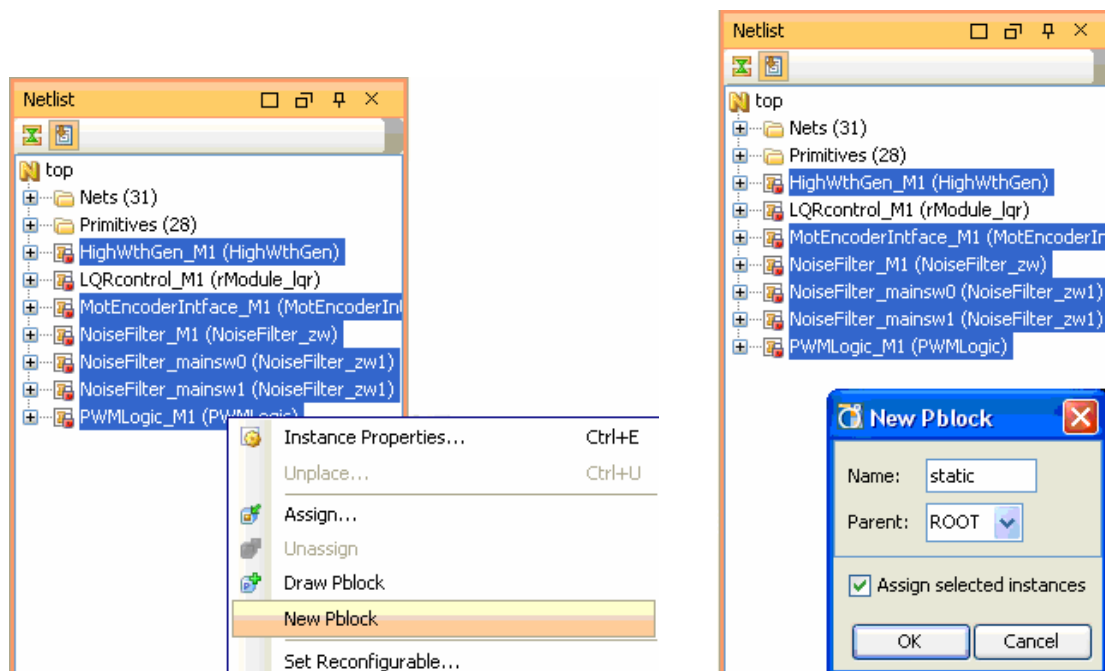 Netlist
top
Nets (31)
Primitives (28)
HighWthGen_M1 (HighWthGen)
LQRcontrol_M1 (rModule_lqr)
MotEncoderIntface_M1 (MotEncoderIn
NoiseFilter_M1 (NoiseFilter_zw)
NoiseFilter_mainsw0 (NoiseFilter_zw1)
NoiseFilter_mainsw1 (NoiseFilter_zw1)
PWMLogic_M1 (PWMLogic)
Instance Properties... Ctrl+E
Unplace... Ctrl+U
Assign...
Unassign
Draw Pblock
New Pblock
Set Reconfigurable...
Netlist
top
Nets (31)
Primitives (28)
HighWthGen_M1 (HighWthGen)
LQRcontrol_M1 (rModule_lqr)
MotEncoderIntface_M1 (MotEncoderIn
NoiseFilter_M1 (NoiseFilter_zw)
NoiseFilter_mainsw0 (NoiseFilter_zw1)
NoiseFilter_mainsw1 (NoiseFilter_zw1)
PWMLogic_M1 (PWMLogic)
New Pblock
Name: static
Parent: ROOT
Assign selected instances
OK Cancel